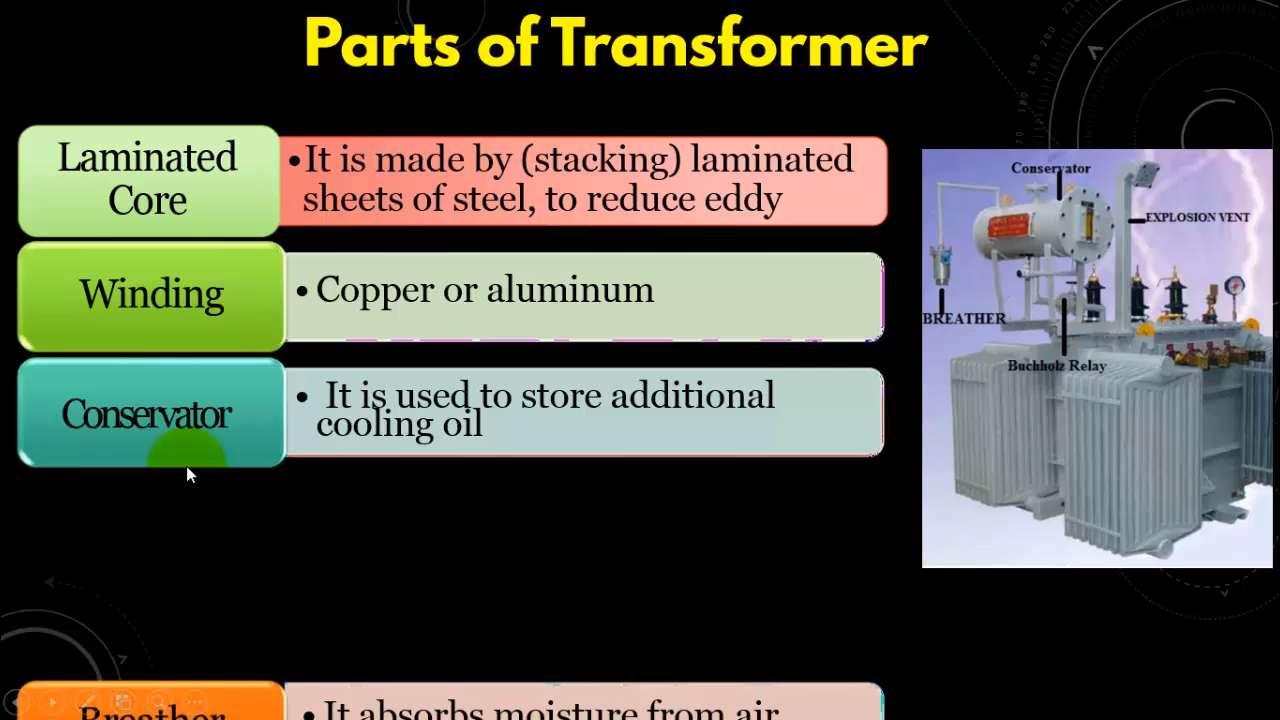 Parts of Transformer
Laminated
Core
•It is made by (stacking) laminated
sheets of steel, to reduce eddy
Winding
• Copper or aluminum
Conservator
• It is used to store additional
cooling oil
Breather
• It absorbs moisture from air
Conservator
EXPLOSION VENT
BREATHER
Buchholz Relay